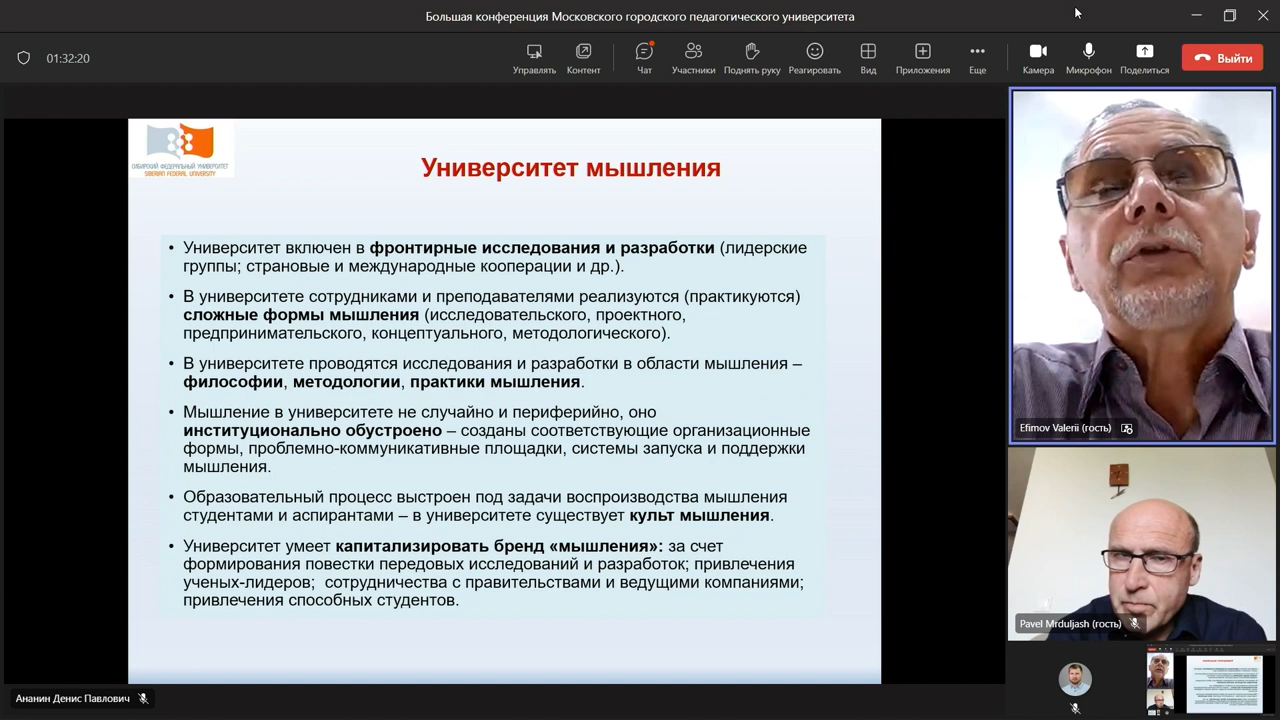 Большая конференция Московского городского педагогического университета
01:32:20
Управлять
Контент
Чат
Участники
Поднять руку
Реагировать
Вид
Приложения
Еще
Камера
Микрофон
Поделиться
Выйти
СИБИРСКИЙ ФЕДЕРАЛЬНЫЙ УНИВЕРСИТЕТ
SIBERIAN FEDERAL UNIVERSITY
Университет мышления
• Университет включен в фронтирные исследования и разработки (лидерские
группы; страновые и международные кооперации и др.).
• В университете сотрудниками и преподавателями реализуются (практикуются)
сложные формы мышления (исследовательского, проектного,
предпринимательского, концептуального, методологического).
• В университете проводятся исследования и разработки в области мышления –
философии, методологии, практики мышления.
• Мышление в университете не случайно и периферийно, оно
институционально обустроено – созданы соответствующие организационные
формы, проблемно-коммуникативные площадки, системы запуска и поддержки
мышления.
• Образовательный процесс выстроен под задачи воспроизводства мышления
студентами и аспирантами – в университете существует культ мышления.
• Университет умеет капитализировать бренд «мышления»: за счет
формирования повестки передовых исследований и разработок; привлечения
ученых-лидеров; сотрудничества с правительствами и ведущими компаниями;
привлечения способных студентов.
Efimov Valerii (гость)
Pavel Mrduljash (гость)
Ананин Денис Павлович